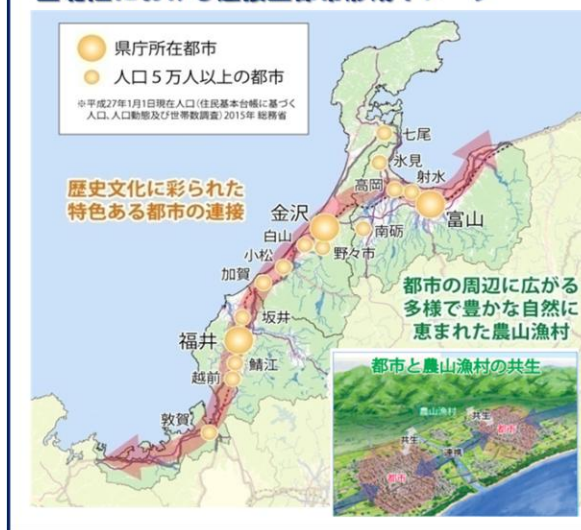 県庁所在都市
人口5万人以上の都市
※平成27年1月1日現在人口(住民基本台帳に基づく
人口、人口動態及び世帯数調査)2015年 総務省
歴史文化に彩られた
特色ある都市の連接
七尾
氷見
射水
高岡
富山
金沢
南砺
白山
野々市
小松
加賀
坂井
福井
鯖江
越前
敦賀
都市の周辺に広がる
多様で豊かな自然に
恵まれた農山漁村
都市と農山漁村の共生
農山漁村
共生
都市
共生
連携
都市